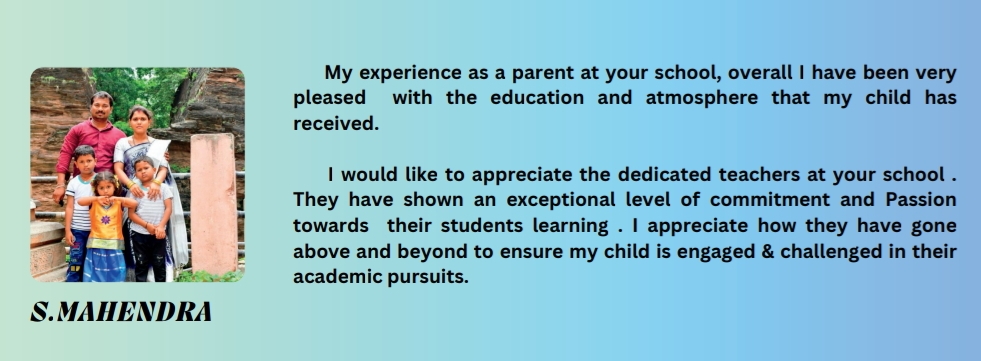 My experience as a parent at your school, overall I have been very
pleased with the education and atmosphere that my child has
received.
I would like to appreciate the dedicated teachers at your school .
They have shown an exceptional level of commitment and Passion
towards their students learning . I appreciate how they have gone
above and beyond to ensure my child is engaged & challenged in their
academic pursuits.
S.MAHENDRA